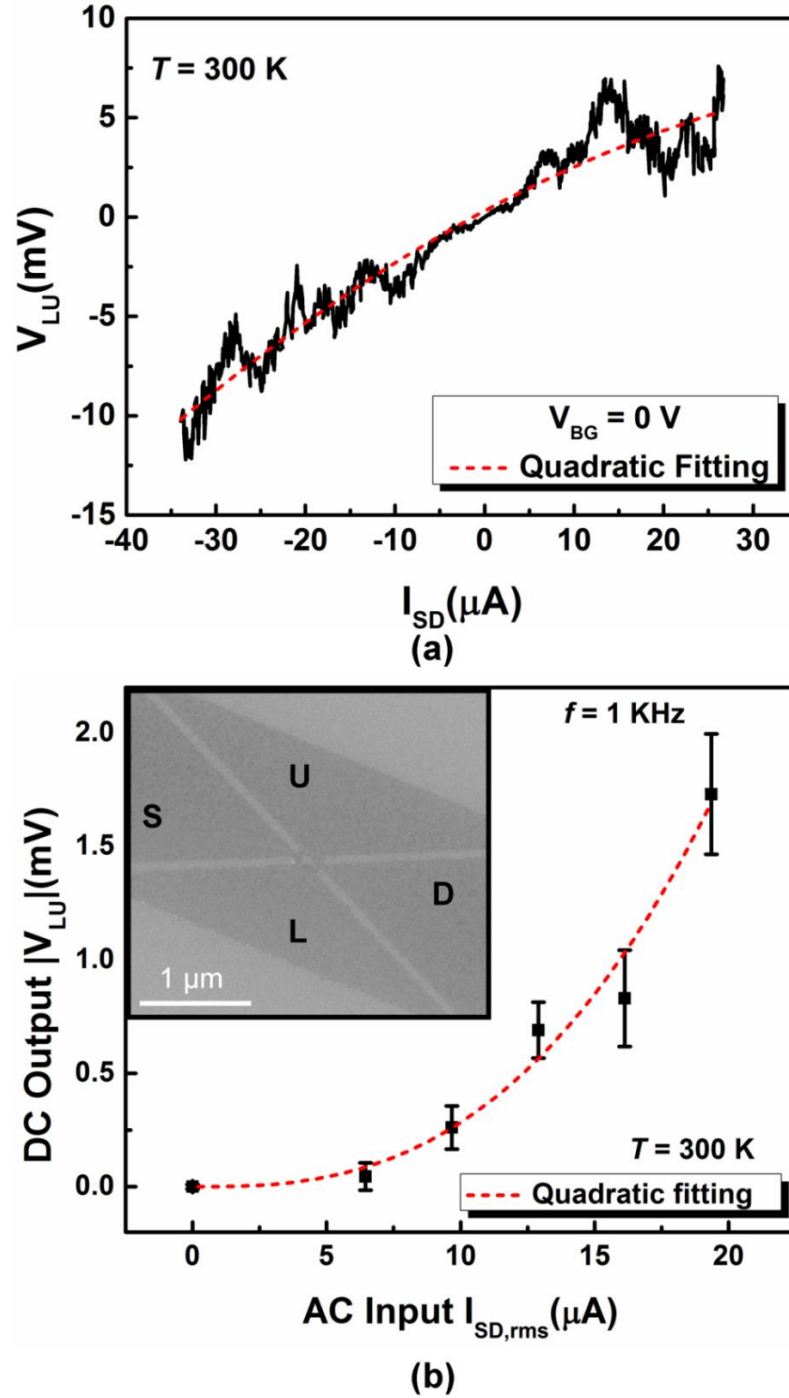 10
T = 300 K
5
0
-5
-10
-15
V_LU(mV)
V_BG = 0 V
Quadratic Fitting
-40 -30 -20 -10 0 10 20 30
I_SD(μA)
(a)
f = 1 KHz
2.0
1.5
1.0
0.5
0.0
DC Output |V_LU|(mV)
U
S
D
L
1 μm
T = 300 K
Quadratic fitting
0 5 10 15 20
AC Input I_SD,rms(μA)
(b)